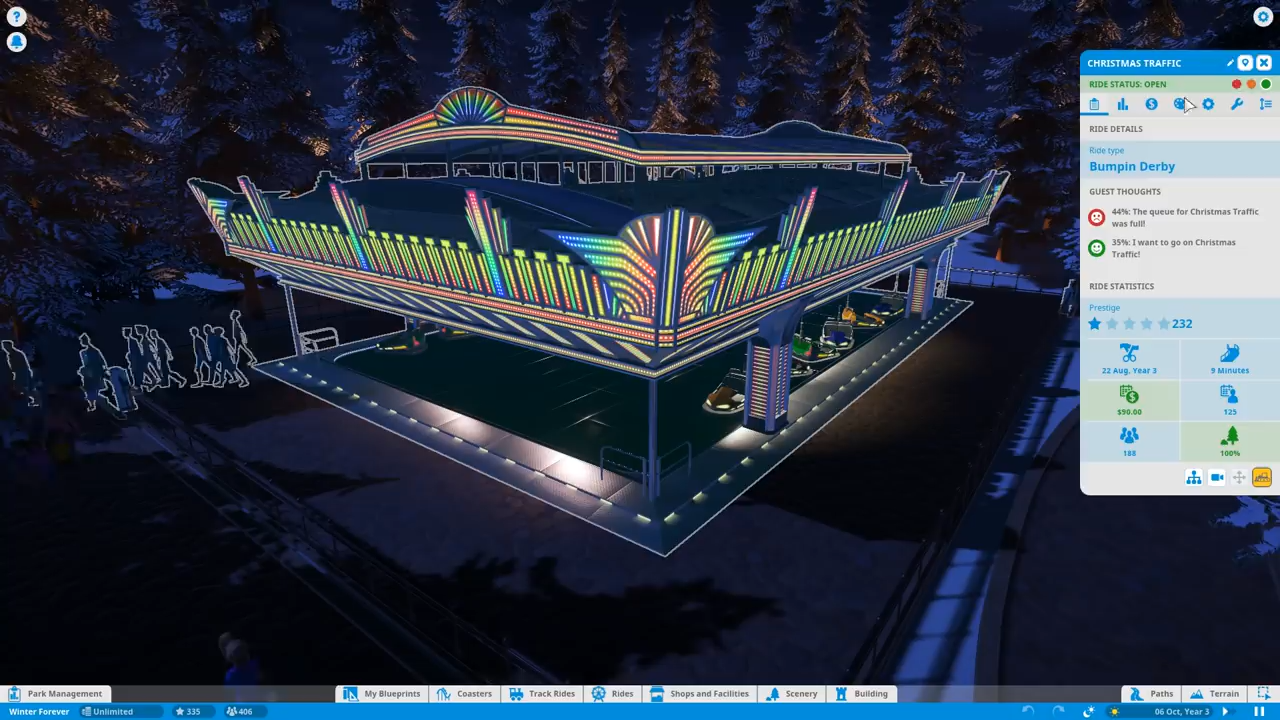 ?
CHRISTMAS TRAFFIC
RIDE STATUS: OPEN
RIDE DETAILS
Ride type
Bumpin Derby
GUEST THOUGHTS
44%: The queue for Christmas Traffic
was full!
35%: I want to go on Christmas
Traffic!
RIDE STATISTICS
Prestige
232
22 Aug, Year 3
9 Minutes
$90.00
125
188
100%
Park Management
My Blueprints
Coasters
Track Rides
Rides
Shops and Facilities
Scenery
Building
Paths
Terrain
Winter Forever
Unlimited
335
406
06 Oct, Year 3